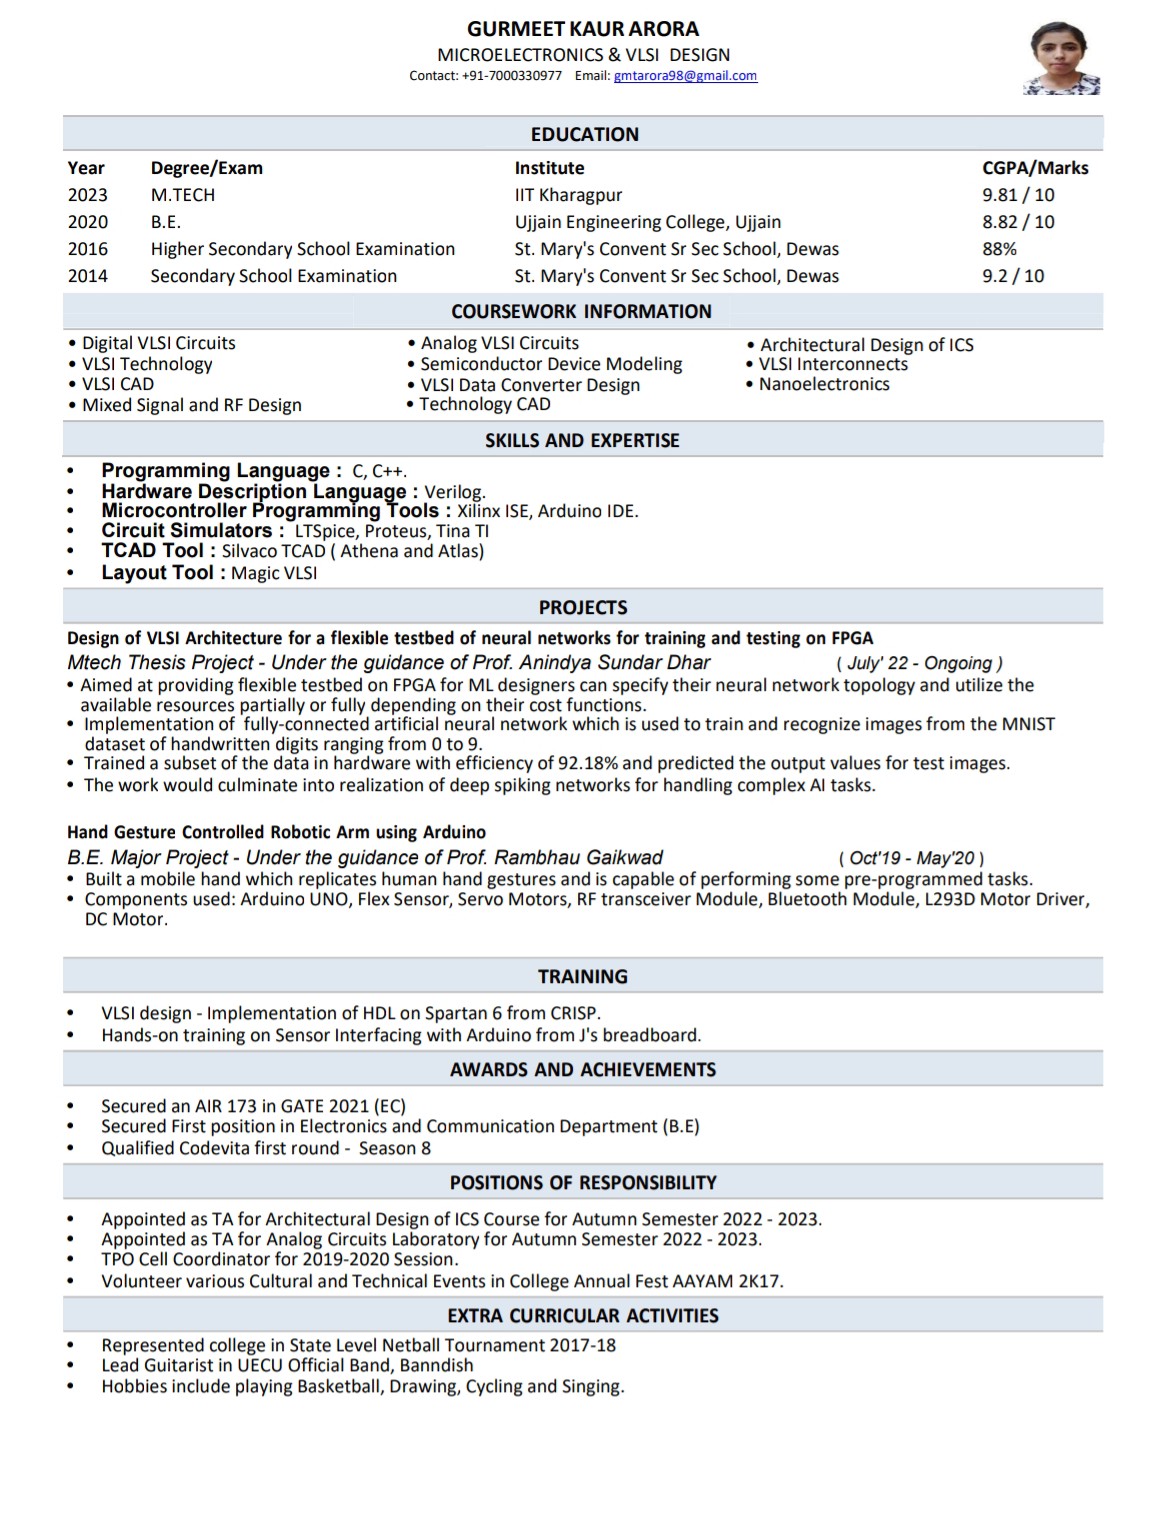 GURMEET KAUR ARORA
MICROELECTRONICS & VLSI DESIGN
Contact: +91-7000330977 Email: gmtarora98@gmail.com
EDUCATION
Year Degree/Exam Institute CGPA/Marks
2023 M.TECH IIT Kharagpur 9.81 / 10
2020 B.E. Ujjain Engineering College, Ujjain 8.82 / 10
2016 Higher Secondary School Examination St. Mary's Convent Sr Sec School, Dewas 88%
2014 Secondary School Examination St. Mary's Convent Sr Sec School, Dewas 9.2 / 10
COURSEWORK INFORMATION
• Digital VLSI Circuits • Analog VLSI Circuits • Architectural Design of ICS
• VLSI Technology • Semiconductor Device Modeling • VLSI Interconnects
• VLSI CAD • VLSI Data Converter Design • Nanoelectronics
• Mixed Signal and RF Design • Technology CAD
SKILLS AND EXPERTISE
• Programming Language : C, C++.
• Hardware Description Language : Verilog.
• Microcontroller Programming Tools : Xilinx ISE, Arduino IDE.
• Circuit Simulators : LTSpice, Proteus, Tina TI
• TCAD Tool : Silvaco TCAD ( Athena and Atlas)
• Layout Tool : Magic VLSI
PROJECTS
Design of VLSI Architecture for a flexible testbed of neural networks for training and testing on FPGA
Mtech Thesis Project - Under the guidance of Prof. Anindya Sundar Dhar ( July' 22 - Ongoing )
• Aimed at providing flexible testbed on FPGA for ML designers can specify their neural network topology and utilize the
available resources partially or fully depending on their cost functions.
• Implementation of fully-connected artificial neural network which is used to train and recognize images from the MNIST
dataset of handwritten digits ranging from 0 to 9.
• Trained a subset of the data in hardware with efficiency of 92.18% and predicted the output values for test images.
• The work would culminate into realization of deep spiking networks for handling complex AI tasks.
Hand Gesture Controlled Robotic Arm using Arduino
B.E. Major Project - Under the guidance of Prof. Rambhau Gaikwad ( Oct'19 - May'20 )
• Built a mobile hand which replicates human hand gestures and is capable of performing some pre-programmed tasks.
• Components used: Arduino UNO, Flex Sensor, Servo Motors, RF transceiver Module, Bluetooth Module, L293D Motor Driver,
DC Motor.
TRAINING
• VLSI design - Implementation of HDL on Spartan 6 from CRISP.
• Hands-on training on Sensor Interfacing with Arduino from J's breadboard.
AWARDS AND ACHIEVEMENTS
• Secured an AIR 173 in GATE 2021 (EC)
• Secured First position in Electronics and Communication Department (B.E)
• Qualified Codevita first round - Season 8
POSITIONS OF RESPONSIBILITY
• Appointed as TA for Architectural Design of ICS Course for Autumn Semester 2022 - 2023.
• Appointed as TA for Analog Circuits Laboratory for Autumn Semester 2022 - 2023.
• TPO Cell Coordinator for 2019-2020 Session.
• Volunteer various Cultural and Technical Events in College Annual Fest AAYAM 2K17.
EXTRA CURRICULAR ACTIVITIES
• Represented college in State Level Netball Tournament 2017-18
• Lead Guitarist in UECU Official Band, Banndish
• Hobbies include playing Basketball, Drawing, Cycling and Singing.